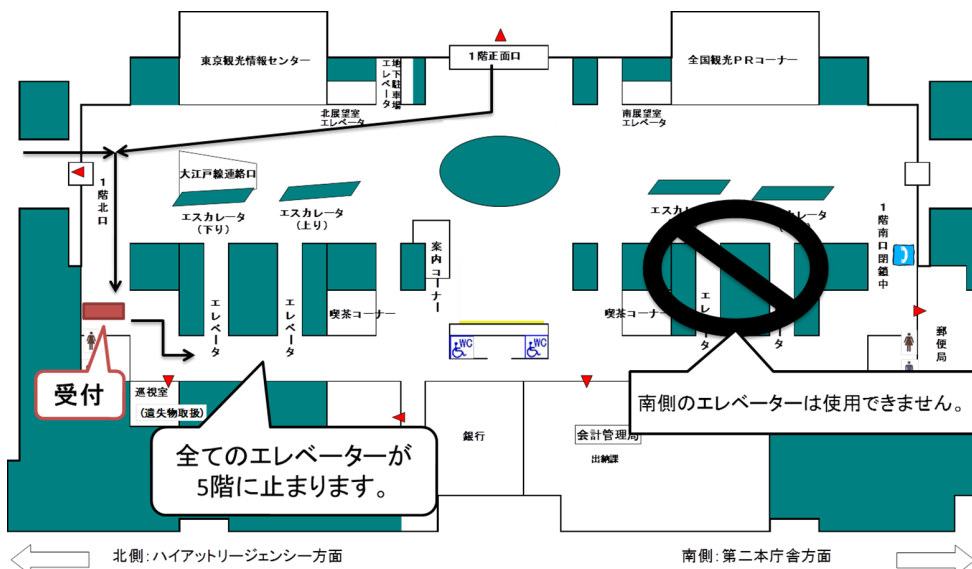 1階正面口
東京観光情報センター
地下駐車場
エレベータ
全国観光PRコーナー
北展望室
エレベータ
南展望室
エレベータ
大江戸線連絡口
1階北口
エスカレータ
(下り)
エスカレータ
(上り)
エスカ
ータ
1階南口閉鎖中
案内コーナー
エレベータ
エレベータ
喫茶コーナー
喫茶コーナー
エレベータ
WC
WC
郵便局
受付
巡視室
(遺失物取扱)
全てのエレベーターが
5階に止まります。
南側のエレベーターは使用できません。
銀行
会計管理局
出納課
北側:ハイアットリージェンシー方面
南側:第二本庁舎方面